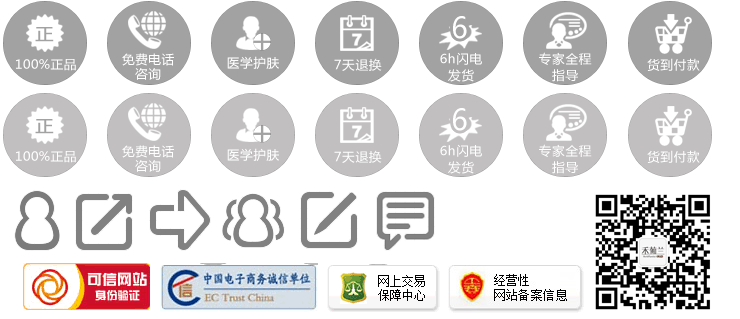 正
100%正品
免费电话
咨询
医学护肤
7
7天退换
6
6h闪电
发货
专家全程
指导
货到付款
正
100%正品
免费电话
咨询
医学护肤
7
7天退换
6
6h闪电
发货
专家全程
指导
货到付款
可信网站
身份验证
信
中国电子商务诚信单位
EC Trust China
网上交易
保障中心
经营性
网站备案信息